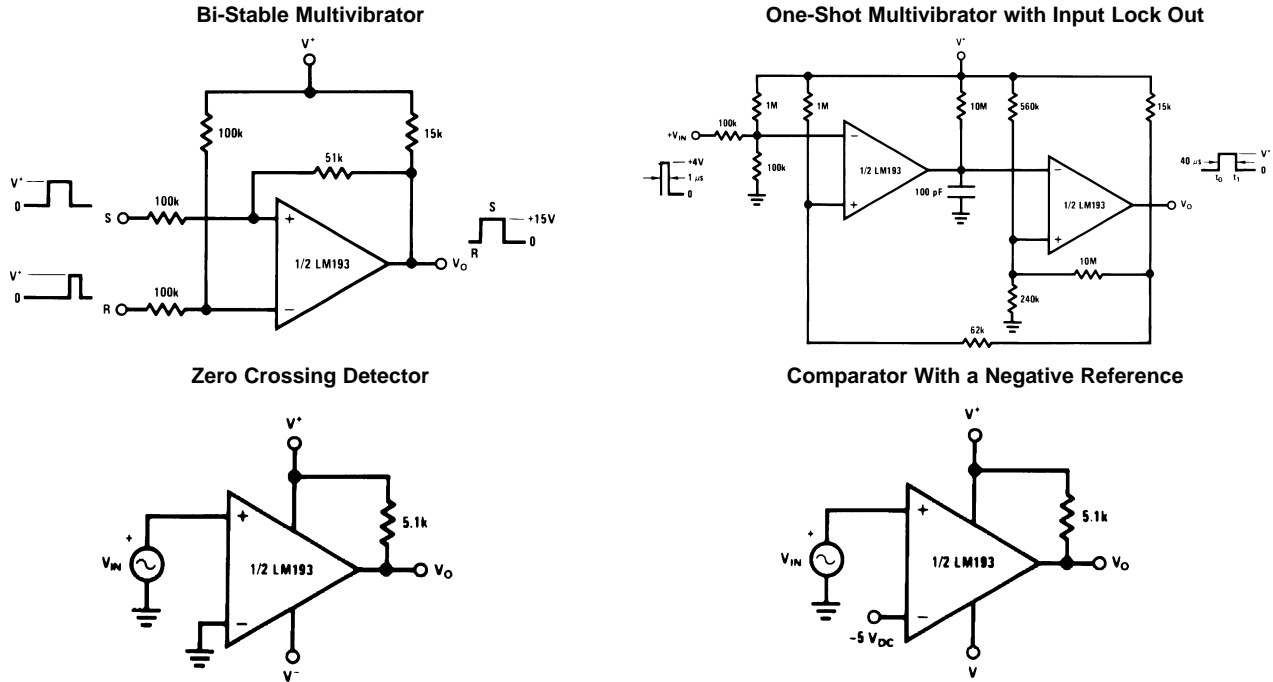 Bi-Stable Multivibrator
V+
100k
15k
51k
V+
0
S
100k
+
1/2 LM193
−
V+
0
R
100k
S
+15V
0
R
VO
One-Shot Multivibrator with Input Lock Out
V+
1M
1M
10M
560k
15k
+VIN
100k
100k
+4V
1 μs
0
−
1/2 LM193
+
100 pF
−
1/2 LM193
+
VO
40 μs
V+
0
t0
t1
10M
240k
62k
Zero Crossing Detector
V+
5.1k
+
VIN
+
1/2 LM193
−
VO
V−
Comparator With a Negative Reference
V+
5.1k
+
VIN
+
1/2 LM193
−
VO
−5 VDC
V